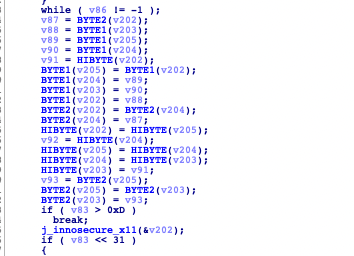 while ( v86 != -1 );
v87 = BYTE2(v202);
v88 = BYTE1(v203);
v89 = BYTE1(v205);
v90 = BYTE1(v204);
v91 = HIBYTE(v202);
BYTE1(v205) = BYTE1(v202);
BYTE1(v204) = v89;
BYTE1(v203) = v90;
BYTE1(v202) = v88;
BYTE2(v202) = BYTE2(v204);
BYTE2(v204) = v87;
HIBYTE(v202) = HIBYTE(v205);
v92 = HIBYTE(v204);
HIBYTE(v205) = HIBYTE(v204);
HIBYTE(v204) = HIBYTE(v203);
HIBYTE(v203) = v91;
v93 = BYTE2(v205);
BYTE2(v205) = BYTE2(v203);
BYTE2(v203) = v93;
if ( v83 > 0xD )
break;
j_innosecure_x11(&v202);
if ( v83 << 31 )
{